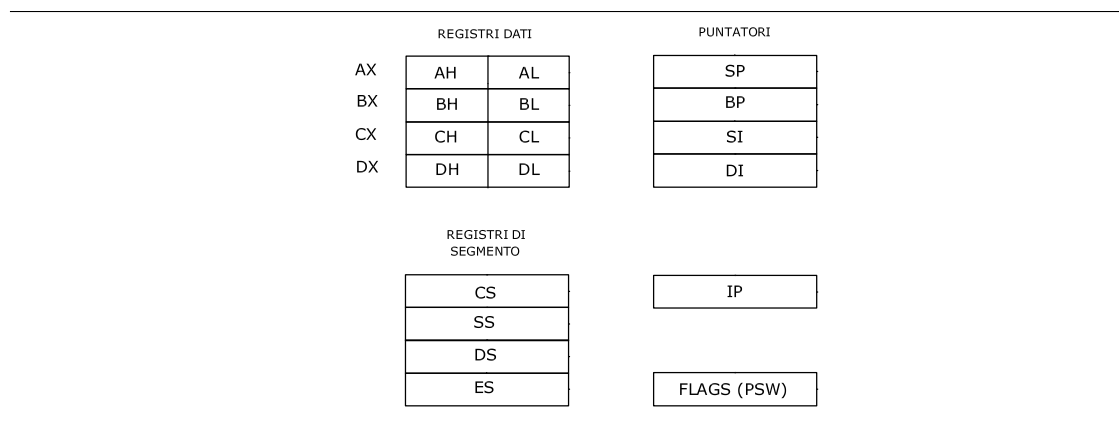 REGISTRI DATI
PUNTATORI
AX AH AL SP
BX BH BL BP
CX CH CL SI
DX DH DL DI
REGISTRI DI
SEGMENTO
CS IP
SS
DS
ES FLAGS (PSW)